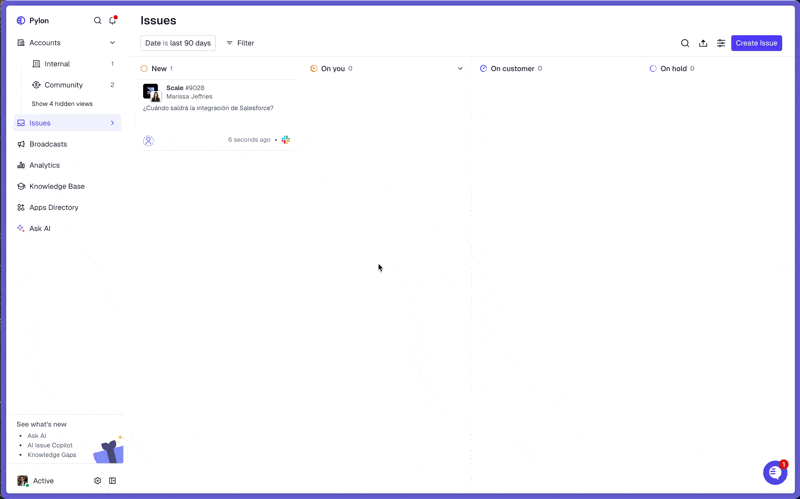 Pylon
Accounts
Internal 1
Community 2
Show 4 hidden views
Issues
Broadcasts
Analytics
Knowledge Base
Apps Directory
Ask AI
See what's new
Ask AI
AI Issue Copilot
Knowledge Gaps
Active
Issues
Date is last 90 days
Filter
Create Issue
New 1
On you 0
On customer 0
On hold 0
Scale #9028
Marissa Jeffries
¿Cuándo saldrá la integración de Salesforce?
6 seconds ago •
1